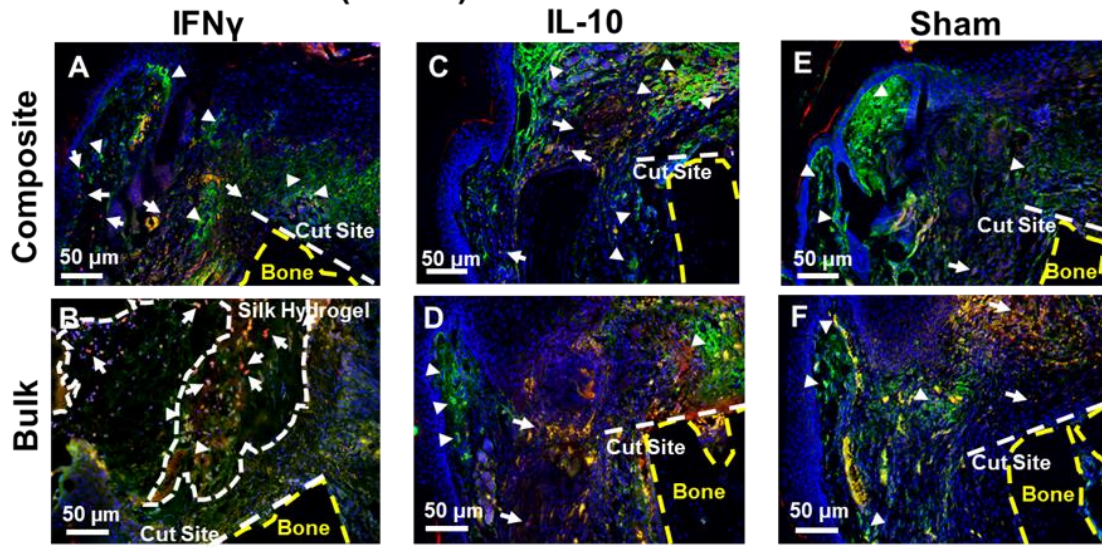 IFNγ
IL-10
Sham
Composite
A
Cut Site
Bone
50 μm
C
Cut Site
50 μm
E
Cut Site
Bone
50 μm
Bulk
B
Silk Hydrogel
50 μm
Cut Site
Bone
D
Cut Site
Bone
50 μm
F
Cut Site
Bone
50 μm